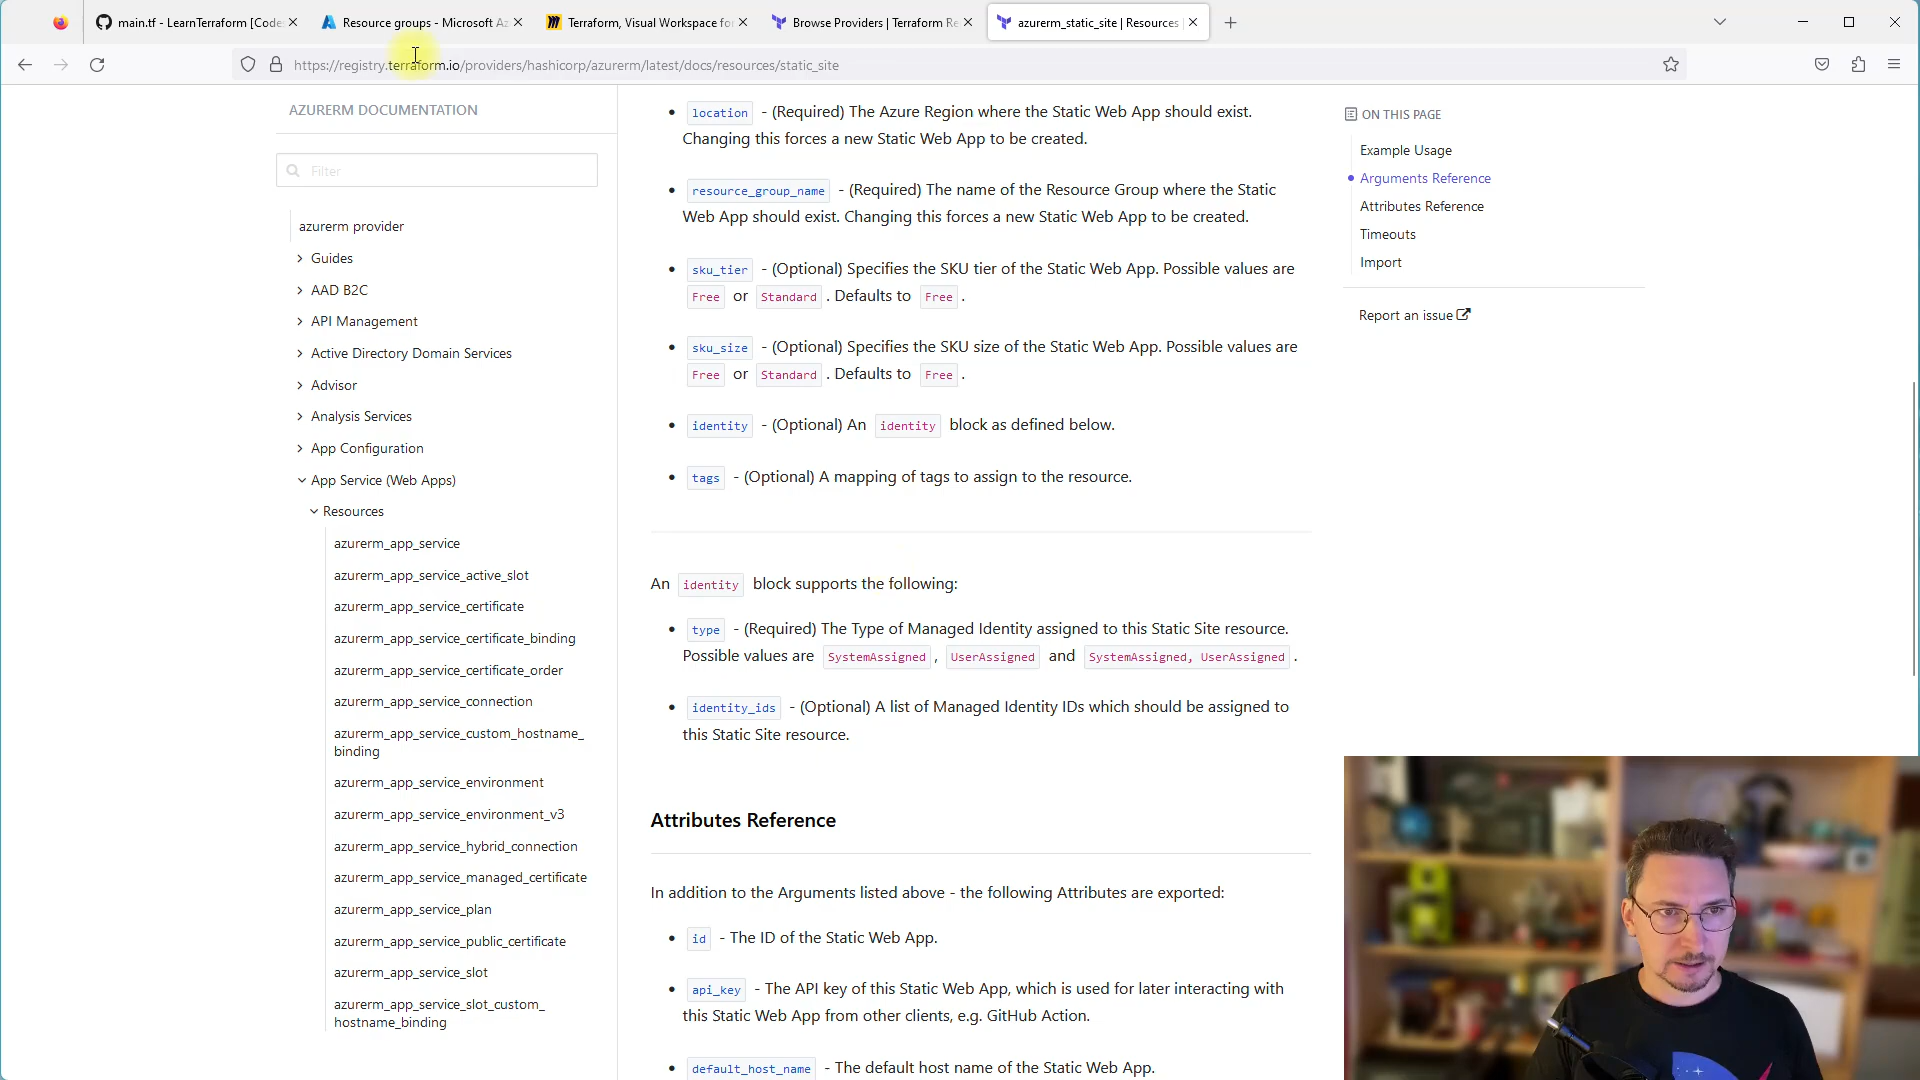 main.tf - LearnTerraform [Code
Resource groups - Microsoft Az
Terraform, Visual Workspace for
Browse Providers | Terraform Re
azurerm_static_site | Resources
https://registry.terraform.io/providers/hashicorp/azurerm/latest/docs/resources/static_site
AZURERM DOCUMENTATION
Filter
azurerm provider
Guides
AAD B2C
API Management
Active Directory Domain Services
Advisor
Analysis Services
App Configuration
App Service (Web Apps)
Resources
azurerm_app_service
azurerm_app_service_active_slot
azurerm_app_service_certificate
azurerm_app_service_certificate_binding
azurerm_app_service_certificate_order
azurerm_app_service_connection
azurerm_app_service_custom_hostname_
binding
azurerm_app_service_environment
azurerm_app_service_environment_v3
azurerm_app_service_hybrid_connection
azurerm_app_service_managed_certificate
azurerm_app_service_plan
azurerm_app_service_public_certificate
azurerm_app_service_slot
azurerm_app_service_slot_custom_
hostname_binding
location - (Required) The Azure Region where the Static Web App should exist.
Changing this forces a new Static Web App to be created.
resource_group_name - (Required) The name of the Resource Group where the Static
Web App should exist. Changing this forces a new Static Web App to be created.
sku_tier - (Optional) Specifies the SKU tier of the Static Web App. Possible values are
Free or Standard . Defaults to Free .
sku_size - (Optional) Specifies the SKU size of the Static Web App. Possible values are
Free or Standard . Defaults to Free .
identity - (Optional) An identity block as defined below.
tags - (Optional) A mapping of tags to assign to the resource.
An identity block supports the following:
type - (Required) The Type of Managed Identity assigned to this Static Site resource.
Possible values are SystemAssigned , UserAssigned and SystemAssigned, UserAssigned .
identity_ids - (Optional) A list of Managed Identity IDs which should be assigned to
this Static Site resource.
Attributes Reference
In addition to the Arguments listed above - the following Attributes are exported:
id - The ID of the Static Web App.
api_key - The API key of this Static Web App, which is used for later interacting with
this Static Web App from other clients, e.g. GitHub Action.
default_host_name - The default host name of the Static Web App.
ON THIS PAGE
Example Usage
Arguments Reference
Attributes Reference
Timeouts
Import
Report an issue